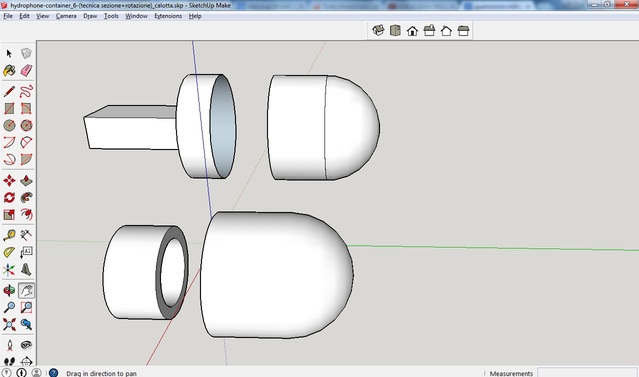 hydrophone-container_6-(tecnica sezione+rotazione)_calotta.skp - SketchUp Make
File Edit View Camera Draw Tools Window Extensions Help
A1
Drag in direction to pan
Measurements